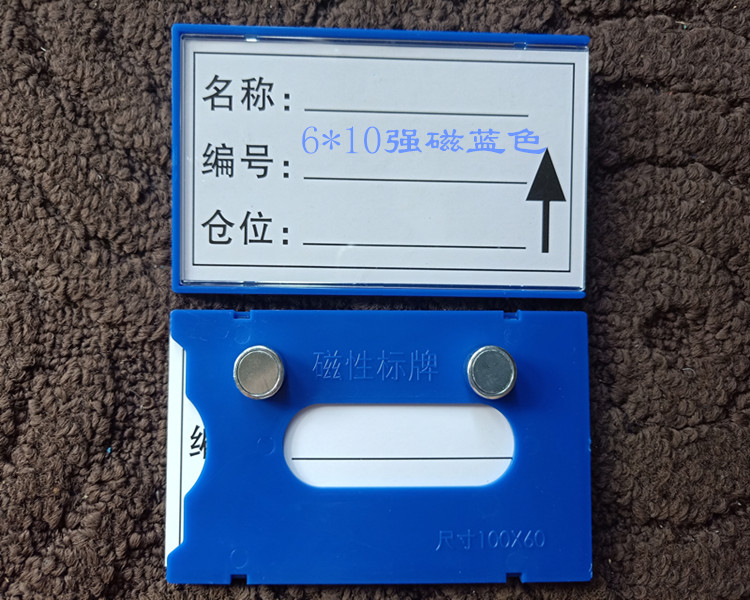 名称：
6*10强磁蓝色
编号：
仓位：
磁性标牌
编
尺寸100X60